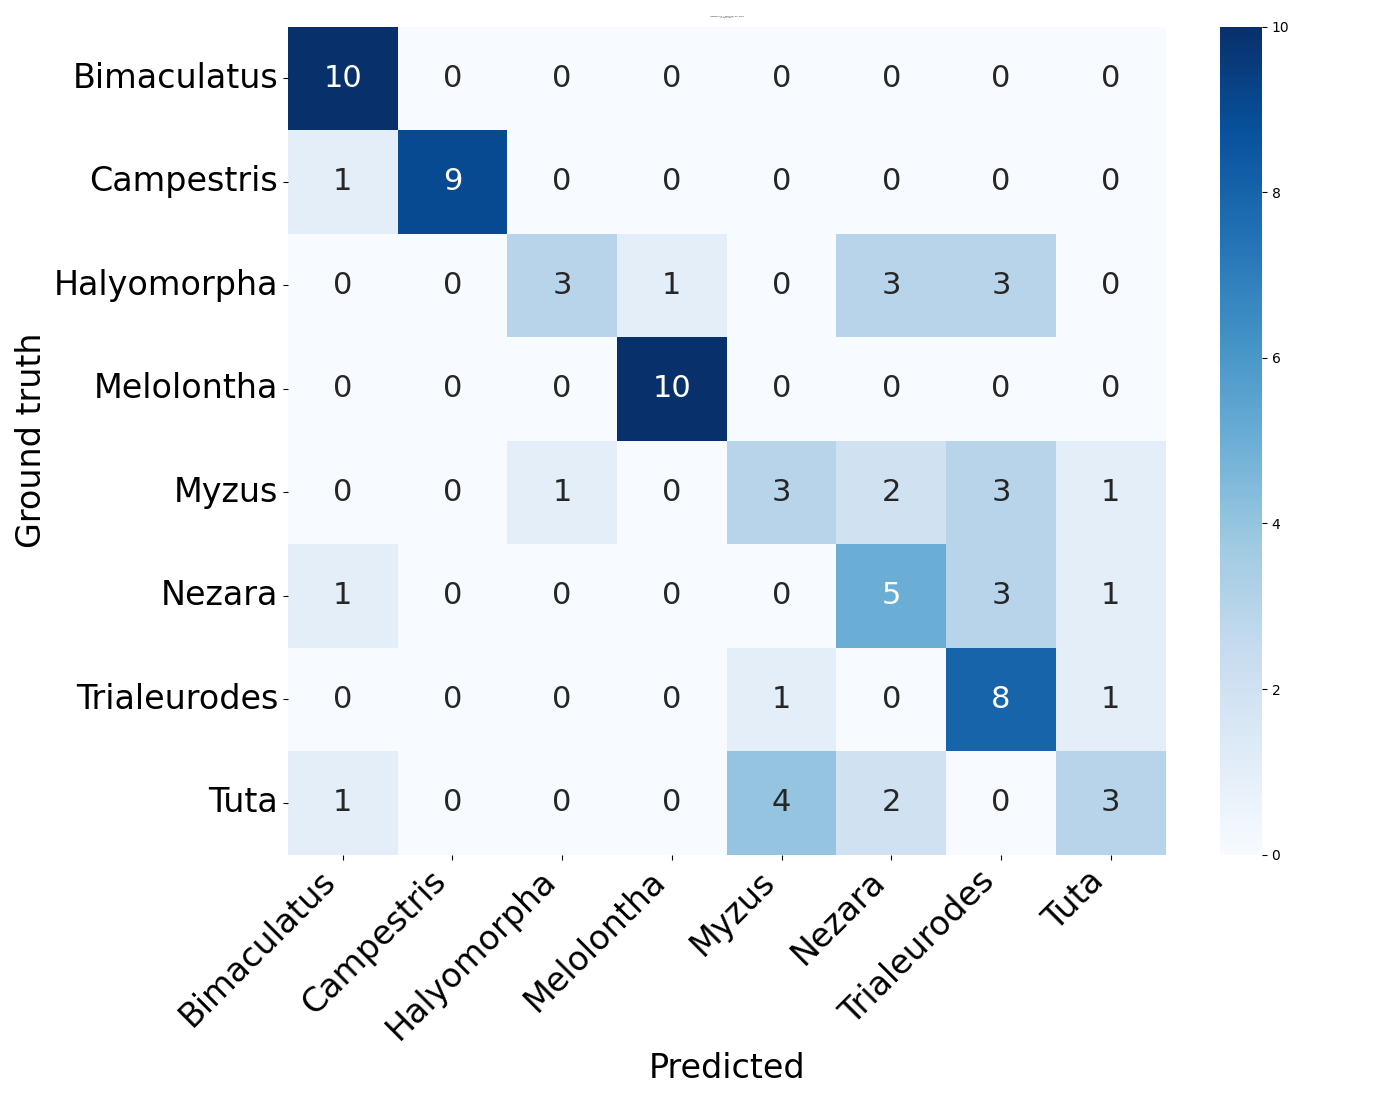 10
Bimaculatus 10 0 0 0 0 0 0 0
Campestris 1 9 0 0 0 0 0 0
8
Halyomorpha 0 0 3 1 0 3 3 0
6
Melolontha 0 0 0 10 0 0 0 0
Ground truth
Myzus 0 0 1 0 3 2 3 1
4
Nezara 1 0 0 0 0 5 3 1
2
Trialeurodes 0 0 0 0 1 0 8 1
Tuta 1 0 0 0 4 2 0 3
0
Bimaculatus Campestris Halyomorpha Melolontha Myzus Nezara Trialeurodes Tuta
Predicted